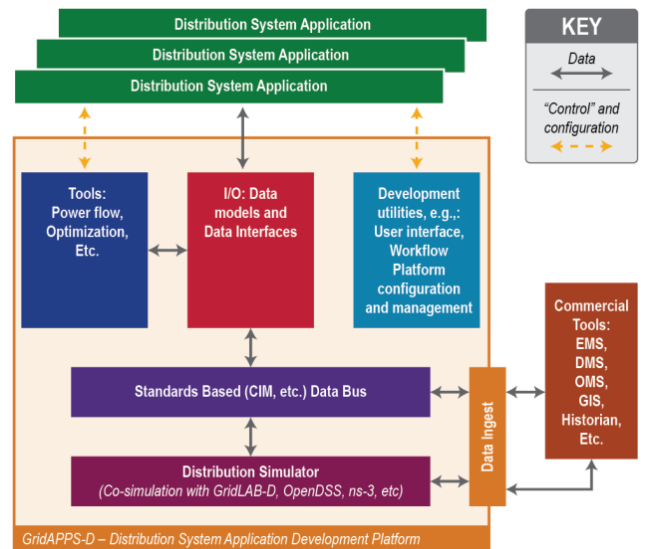 Distribution System Application
Distribution System Application
Distribution System Application
KEY
Data
“Control” and
configuration
Tools:
Power flow,
Optimization,
Etc.
I/O: Data
models and
Data Interfaces
Development
utilities, e.g.,:
User interface,
Workflow
Platform
configuration
and management
Commercial
Tools:
EMS,
DMS,
OMS,
GIS,
Historian,
Etc.
Standards Based (CIM, etc.) Data Bus
Data Ingest
Distribution Simulator
(Co-simulation with GridLAB-D, OpenDSS, ns-3, etc)
GridAPPS-D – Distribution System Application Development Platform